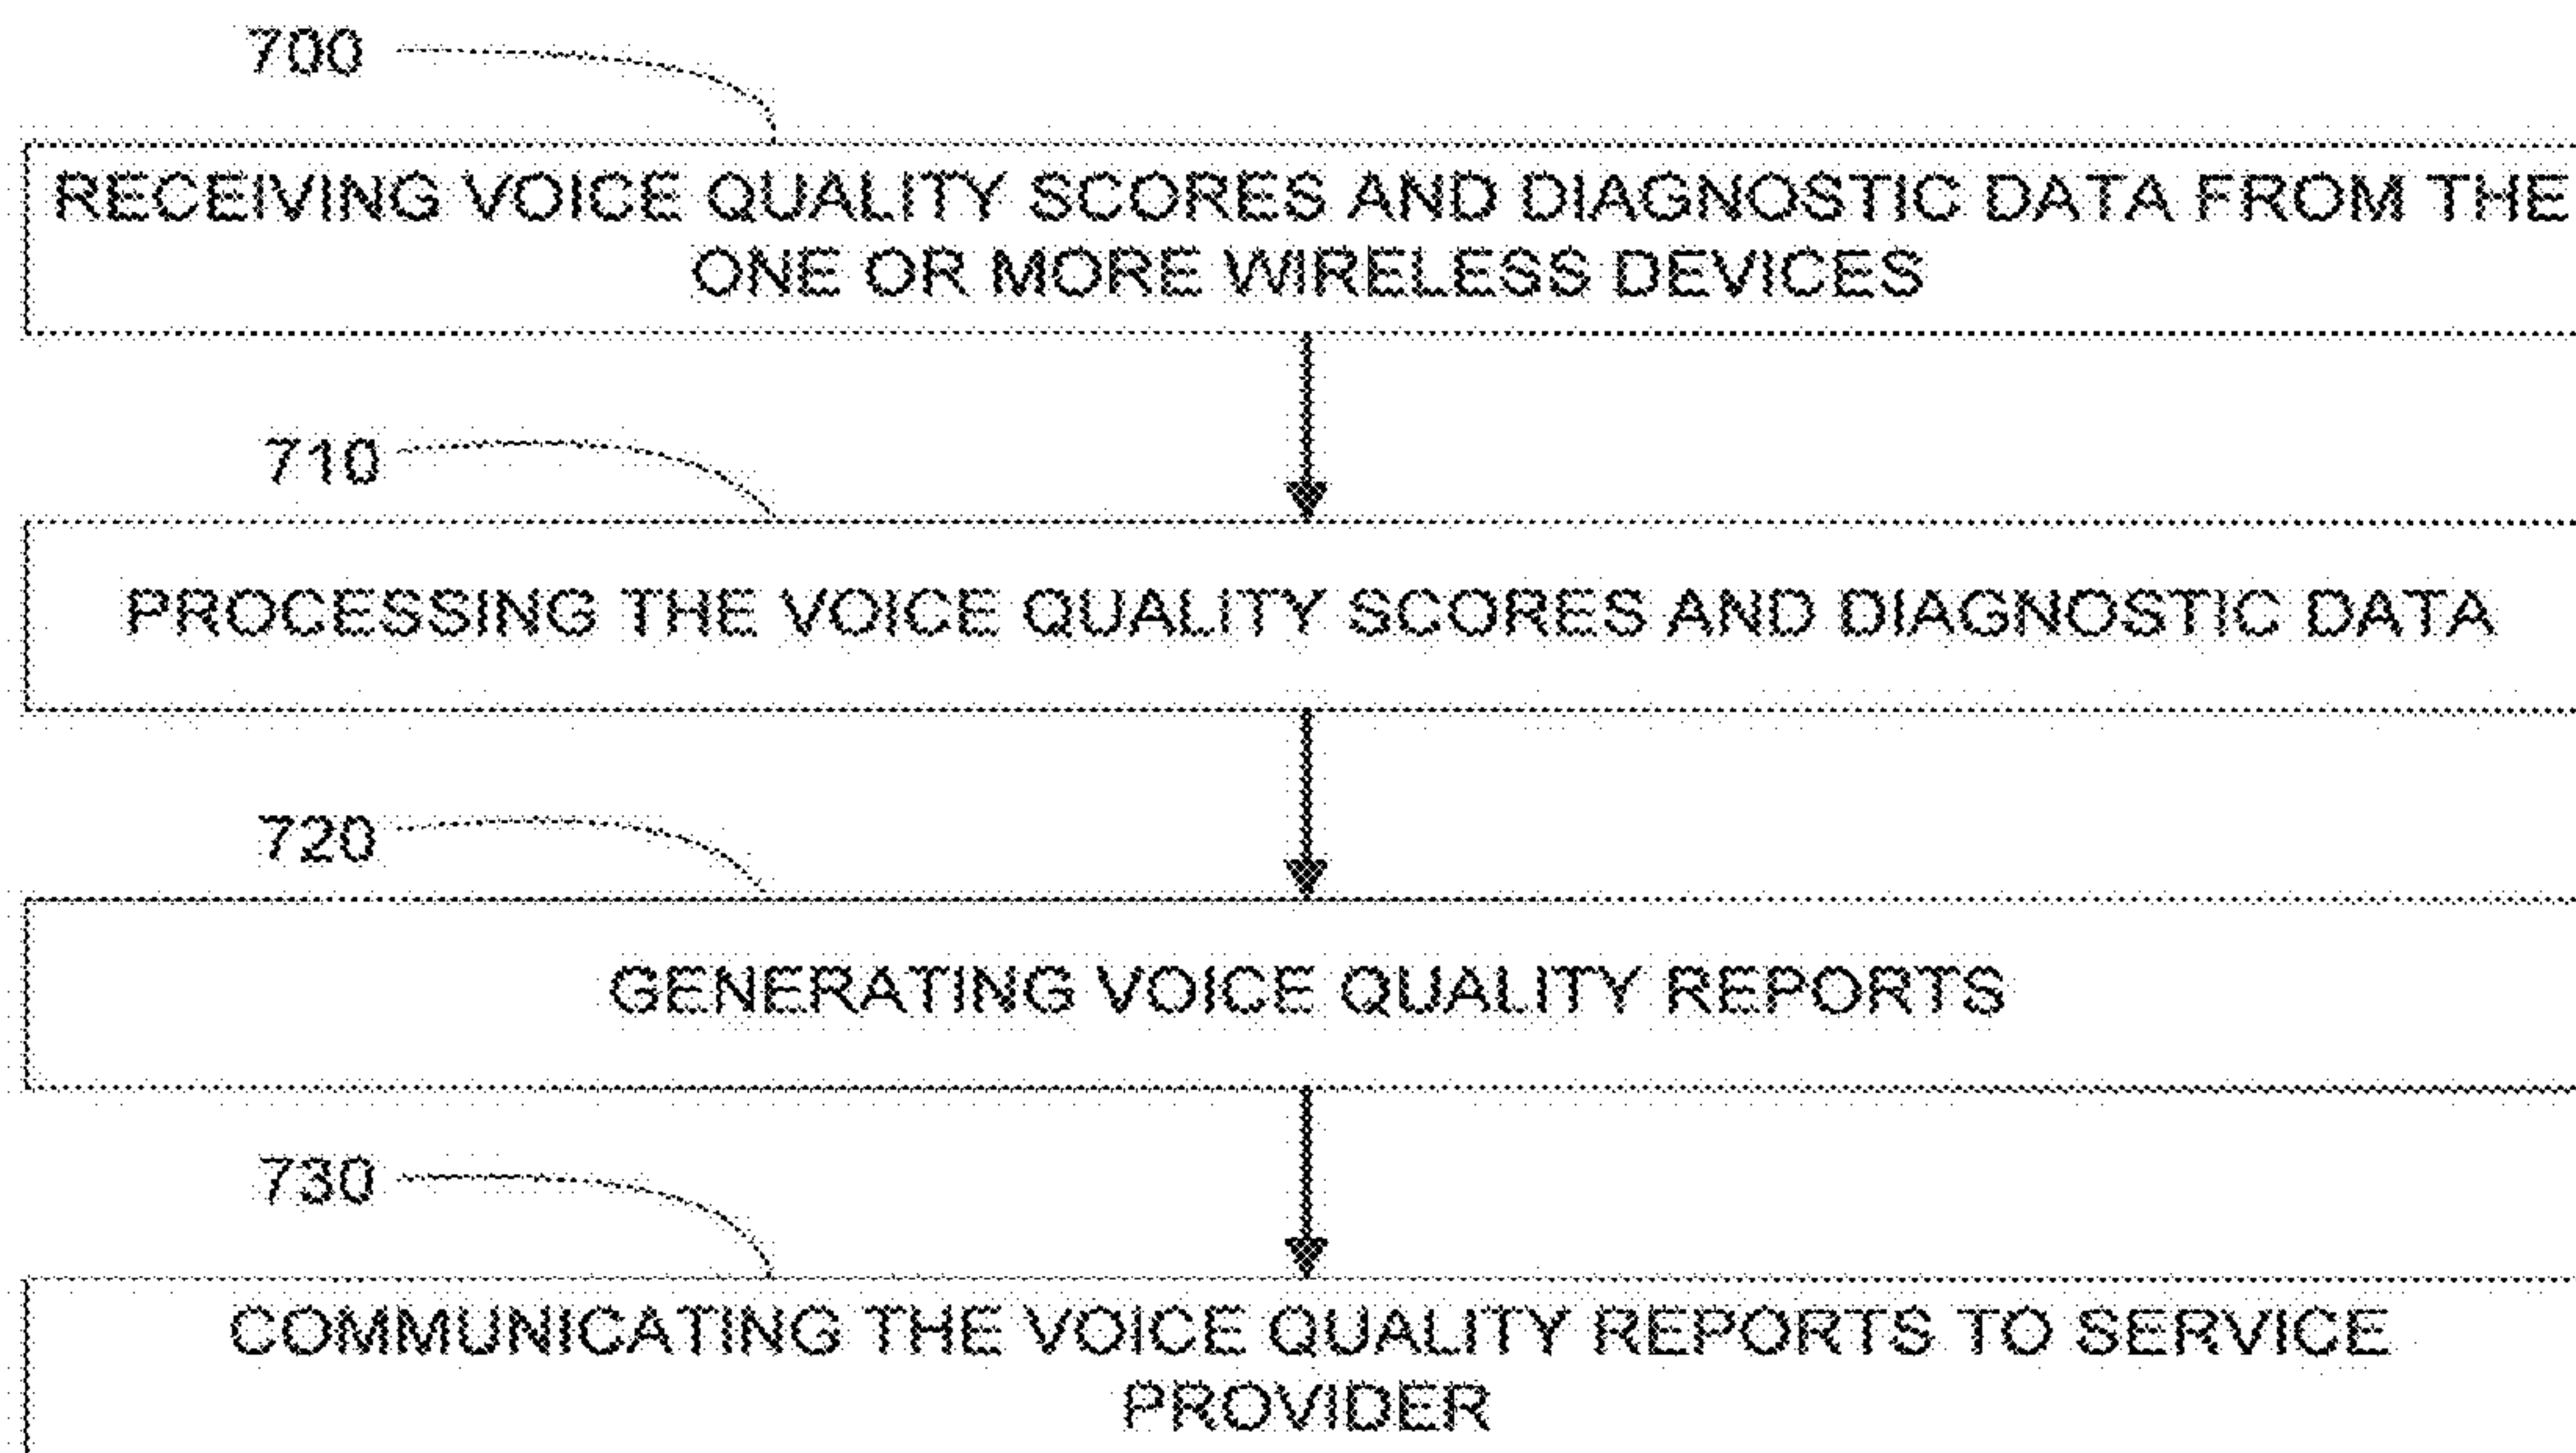 700
RECEIVING VOICE QUALITY SCORES AND DIAGNOSTIC DATA FROM THE
ONE OR MORE WIRELESS DEVICES
710
PROCESSING THE VOICE QUALITY SCORES AND DIAGNOSTIC DATA
720
GENERATING VOICE QUALITY REPORTS
730
COMMUNICATING THE VOICE QUALITY REPORTS TO SERVICE
PROVIDER